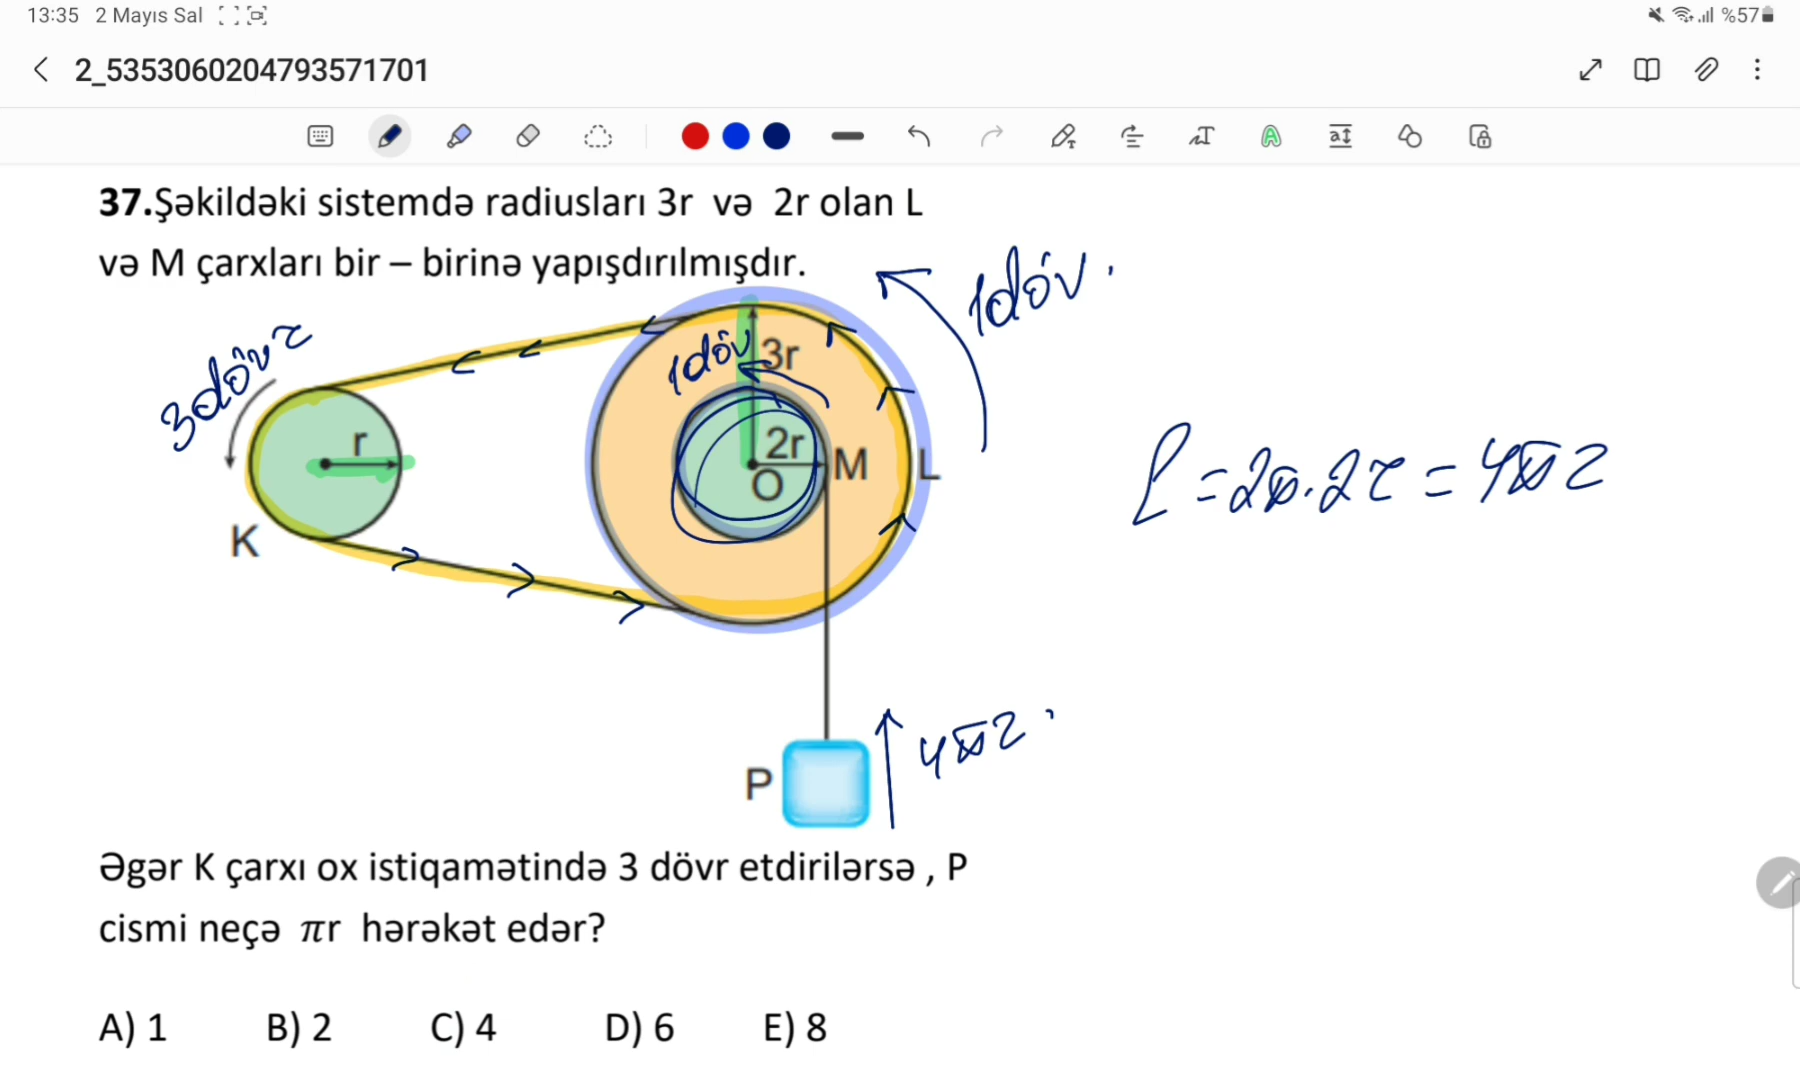 13:35 2 Mayıs Sal %57
2_5353060204793571701
37.Şəkildəki sistemdə radiusları 3r və 2r olan L
və M çarxları bir – birinə yapışdırılmışdır.
1döv.
3dövr
1döv
3r
r
2r
M
L
O
K
l = 2π·2r = 4πr
4πr
P
Əgər K çarxı ox istiqamətində 3 dövr etdirilərsə , P
cismi neçə πr hərəkət edər?
A) 1 B) 2 C) 4 D) 6 E) 8